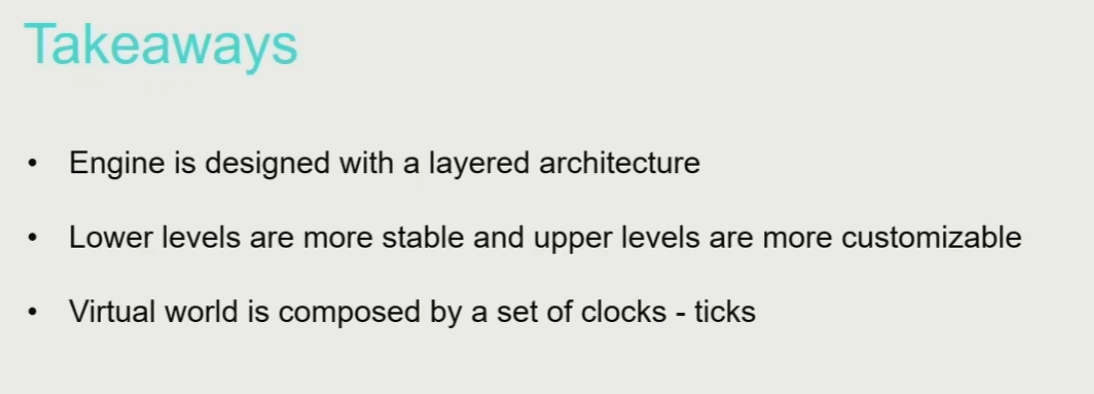 Takeaways
• Engine is designed with a layered architecture
• Lower levels are more stable and upper levels are more customizable
• Virtual world is composed by a set of clocks - ticks